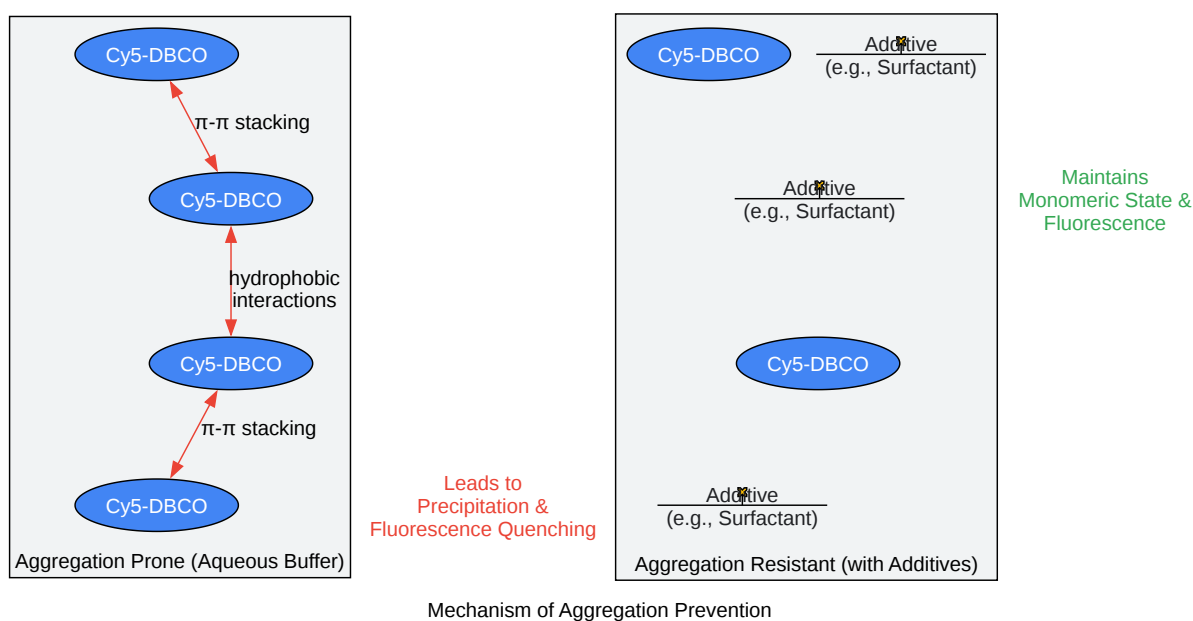 Cy5-DBCO
π-π stacking
Cy5-DBCO
hydrophobic
interactions
Cy5-DBCO
π-π stacking
Cy5-DBCO
Aggregation Prone (Aqueous Buffer)
Leads to
Precipitation &
Fluorescence Quenching
Cy5-DBCO
Additive
(e.g., Surfactant)
Additive
(e.g., Surfactant)
Cy5-DBCO
Additive
(e.g., Surfactant)
Aggregation Resistant (with Additives)
Maintains
Monomeric State &
Fluorescence
Mechanism of Aggregation Prevention